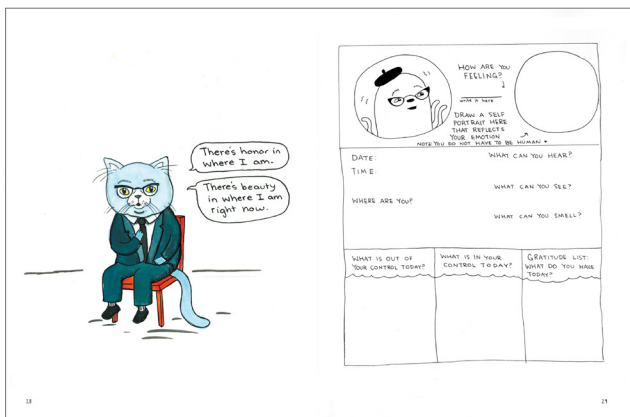 There's honor in
where I am.
There's beauty
in where I am
right now.
HOW ARE YOU
FEELING?
write it here
DRAW A SELF
PORTRAIT HERE
THAT REFLECTS
YOUR EMOTION
NOTE: YOU DO NOT HAVE TO BE HUMAN
DATE:
TIME:
WHERE ARE YOU?
WHAT CAN YOU HEAR?
WHAT CAN YOU SEE?
WHAT CAN YOU SMELL?
WHAT IS OUT OF
YOUR CONTROL TODAY?
WHAT IS IN YOUR
CONTROL TODAY?
GRATITUDE LIST:
WHAT DO YOU HAVE
TODAY?
28
29